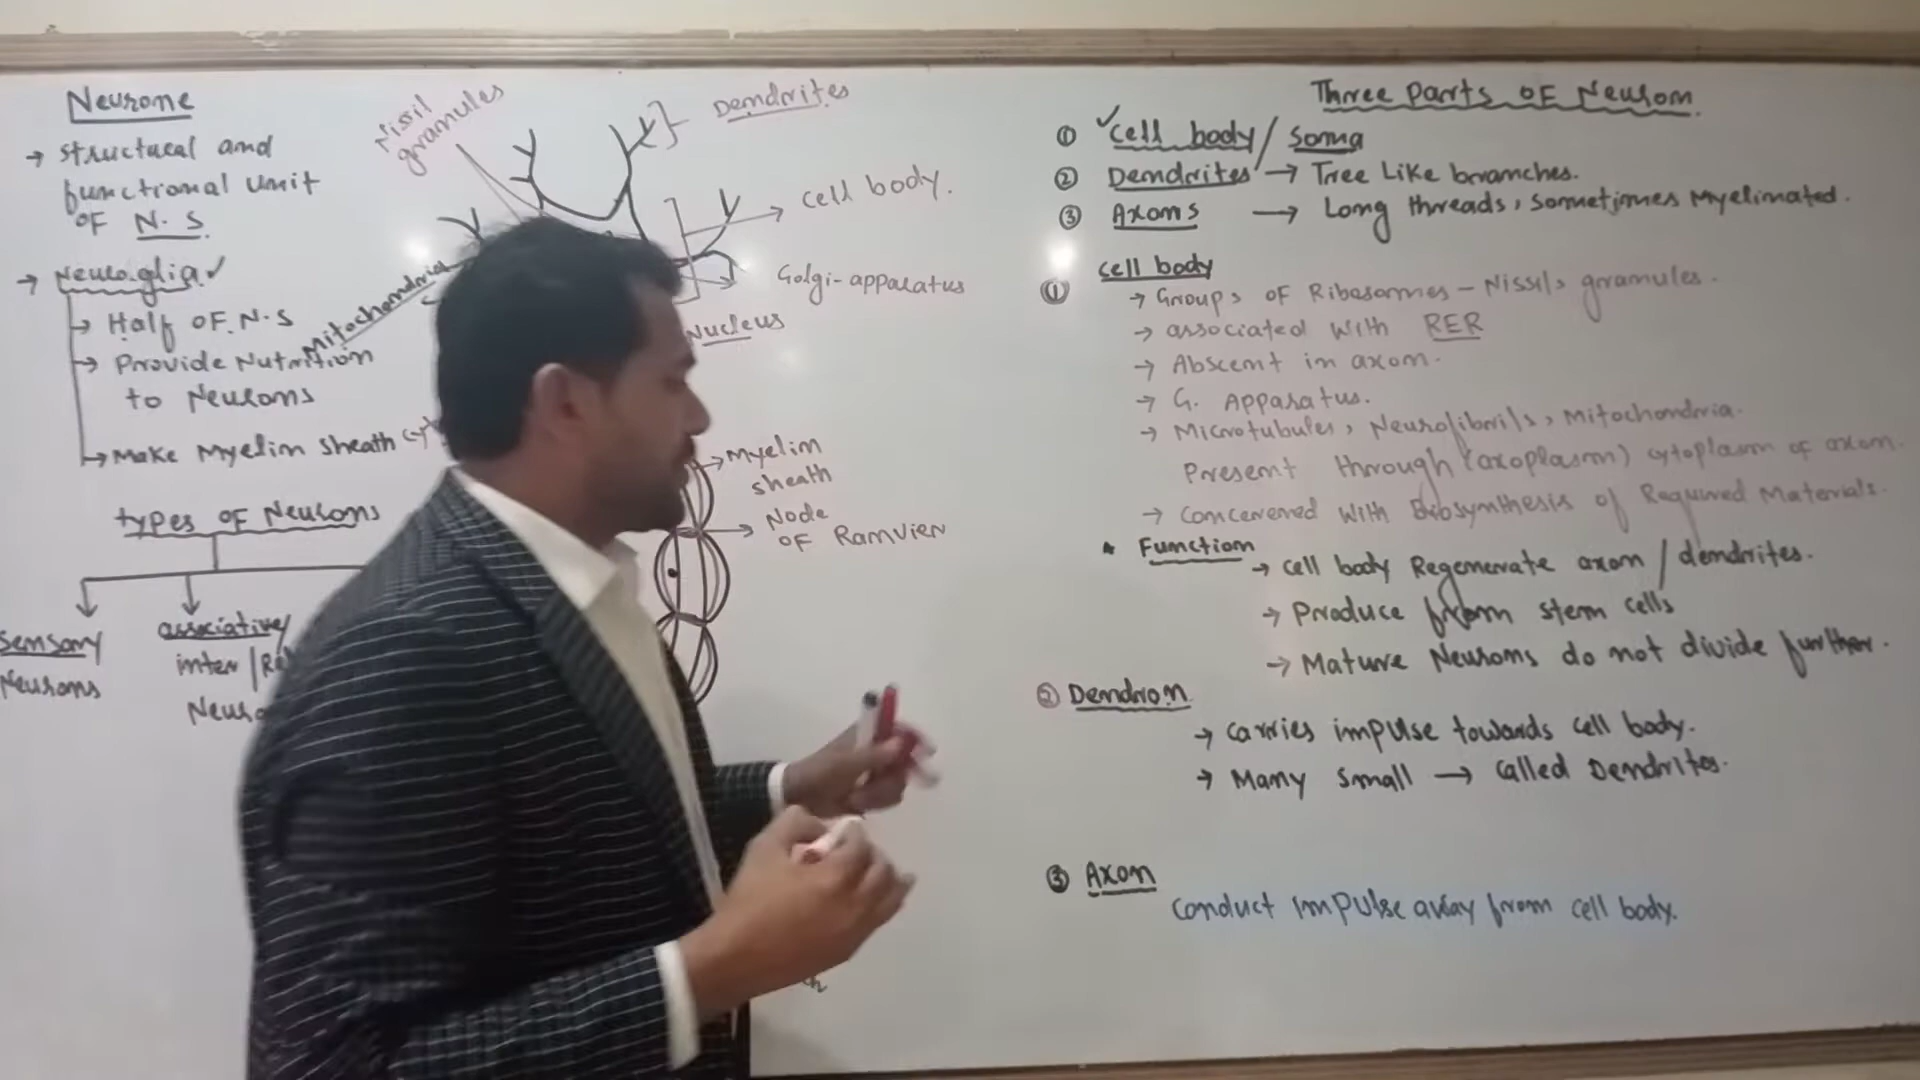 Neurone
→ structural and
functional unit
OF N.S.
→ Neuroglia ✓
→ Half OF N.S
→ Provide Nutrition
to Neurons
→ Make Myelin sheath
types OF Neurons
sensory
Neurons
associative/
inter/
Nissil
granules
Dendrites
cell body.
Golgi-apparatus
Mitochondria
Nucleus
Myelin
sheath
Node
OF Ramvier
Three Parts OF Neuron
① ✓ cell body / Soma
② Dendrites → Tree Like branches.
③ Axons → Long threads, sometimes Myelinated.
① cell body
→ Groups OF Ribosomes - Nissils granules.
→ associated with RER
→ Abscent in axon.
→ G. Apparatus.
→ Microtubules, Neurofibrils, Mitochondria.
Present through (axoplasm) cytoplasm of axon.
→ concerened with Biosynthesis of Required Materials.
* Function
→ cell body Regenerate axon / dendrites.
→ Produce from stem cells
→ Mature Neurons do not divide further.
② Dendron
→ carries impulse towards cell body.
→ Many small → called Dendrites.
③ Axon
conduct impulse away from cell body.